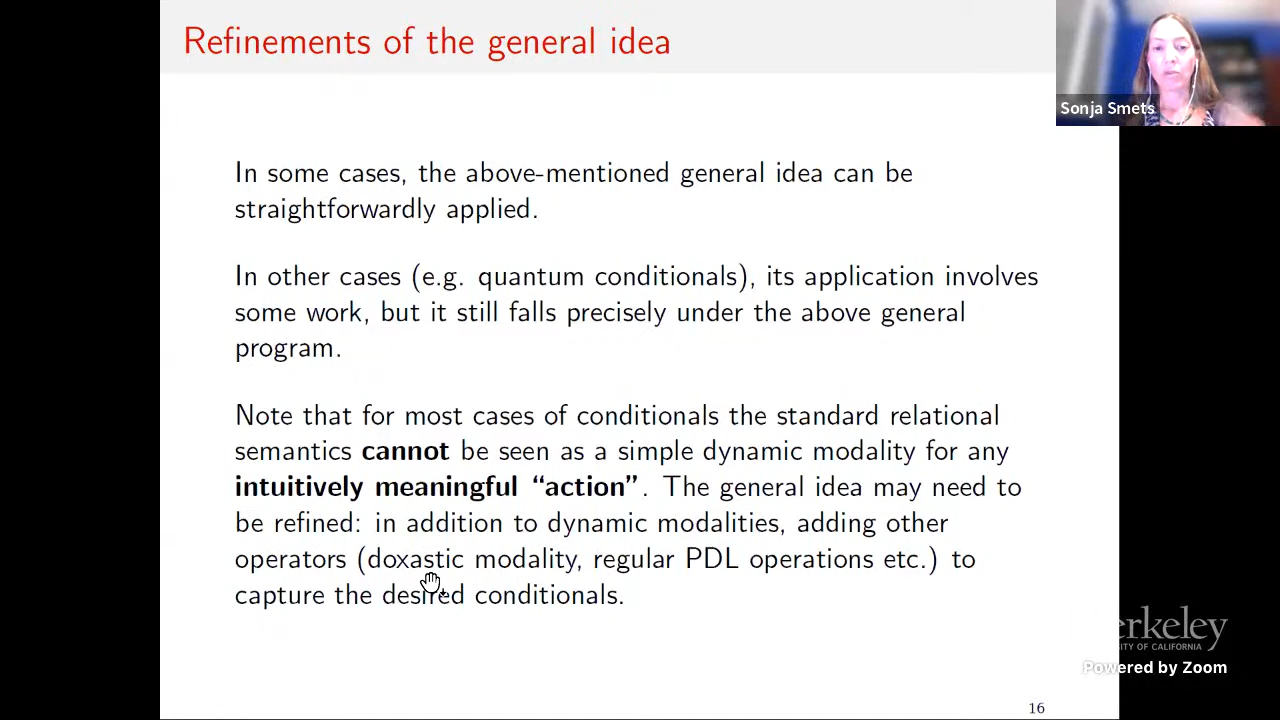 Refinements of the general idea
Sonja Smets
In some cases, the above-mentioned general idea can be
straightforwardly applied.
In other cases (e.g. quantum conditionals), its application involves
some work, but it still falls precisely under the above general
program.
Note that for most cases of conditionals the standard relational
semantics cannot be seen as a simple dynamic modality for any
intuitively meaningful “action”. The general idea may need to
be refined: in addition to dynamic modalities, adding other
operators (doxastic modality, regular PDL operations etc.) to
capture the desired conditionals.
erkeley
SITY OF CALIFORNIA
Powered by Zoom
16